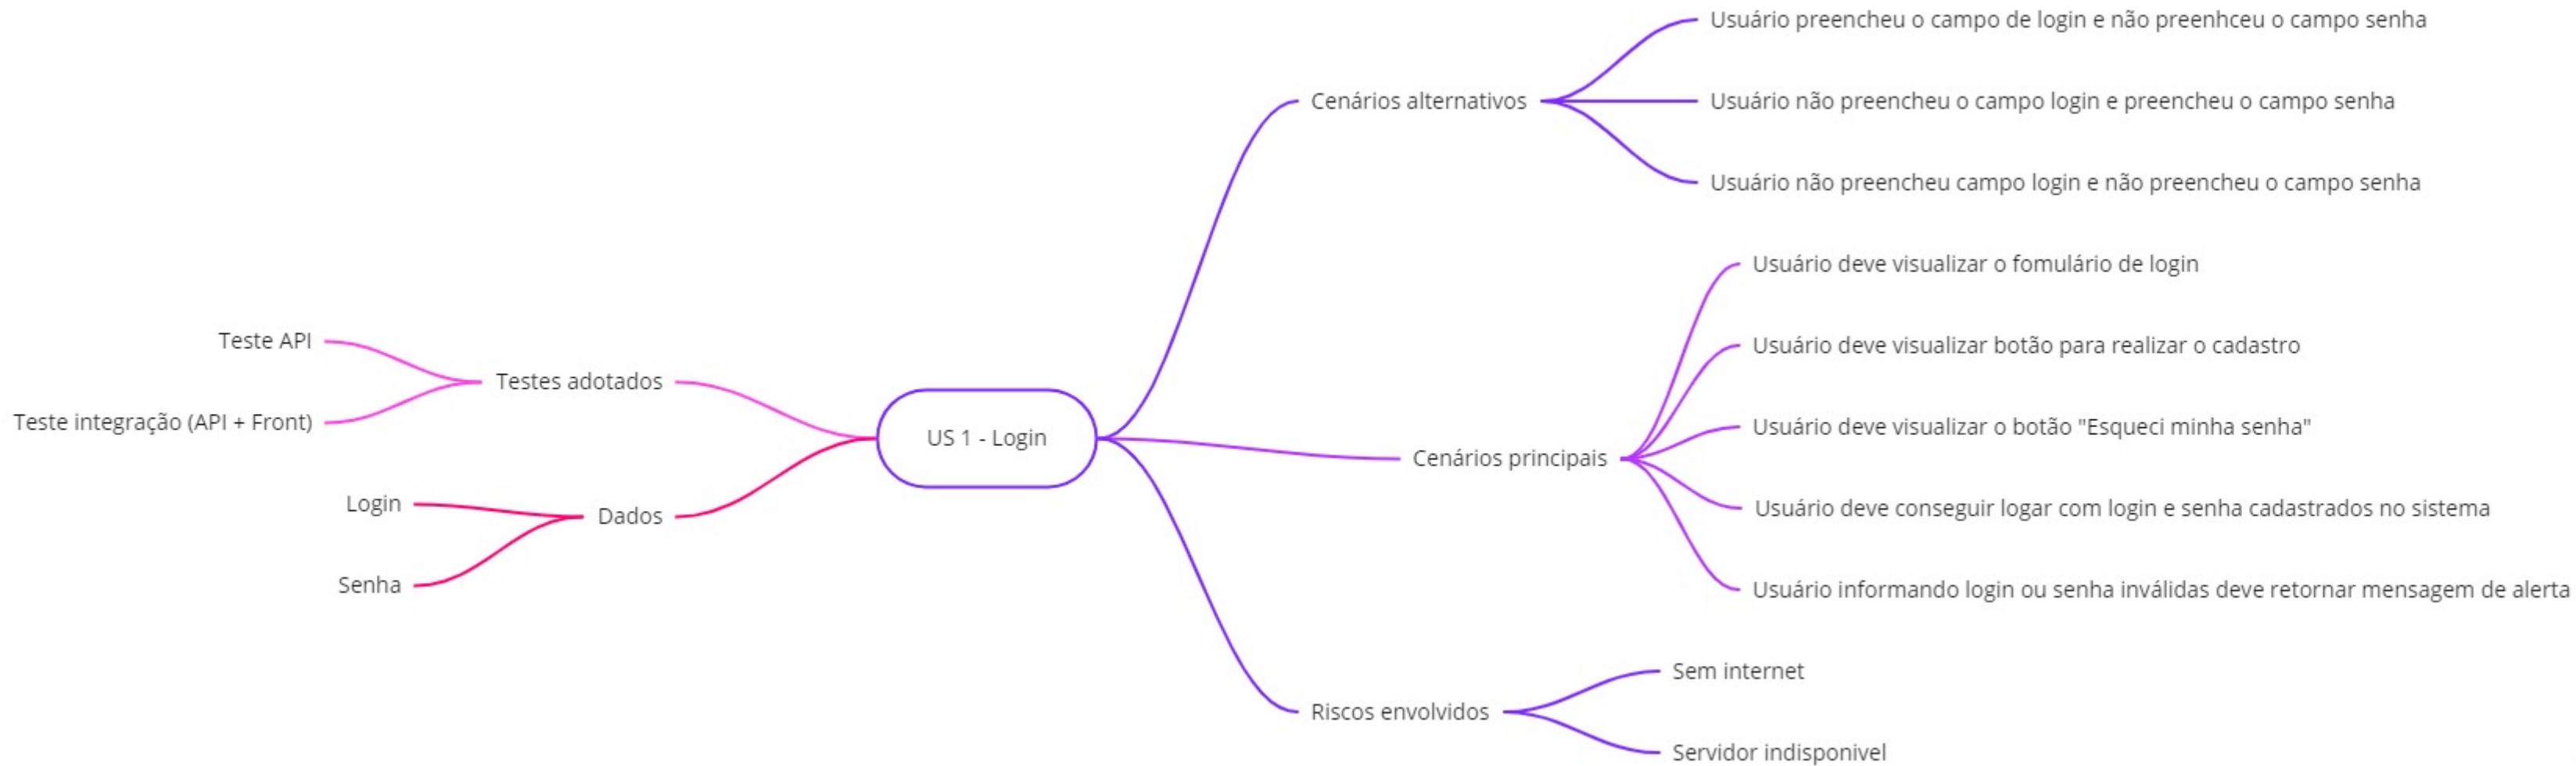 US 1 - Login
Testes adotados
Teste API
Teste integração (API + Front)
Dados
Login
Senha
Cenários alternativos
Usuário preencheu o campo de login e não preenhceu o campo senha
Usuário não preencheu o campo login e preencheu o campo senha
Usuário não preencheu campo login e não preencheu o campo senha
Cenários principais
Usuário deve visualizar o fomulário de login
Usuário deve visualizar botão para realizar o cadastro
Usuário deve visualizar o botão "Esqueci minha senha"
Usuário deve conseguir logar com login e senha cadastrados no sistema
Usuário informando login ou senha inválidas deve retornar mensagem de alerta
Riscos envolvidos
Sem internet
Servidor indisponivel